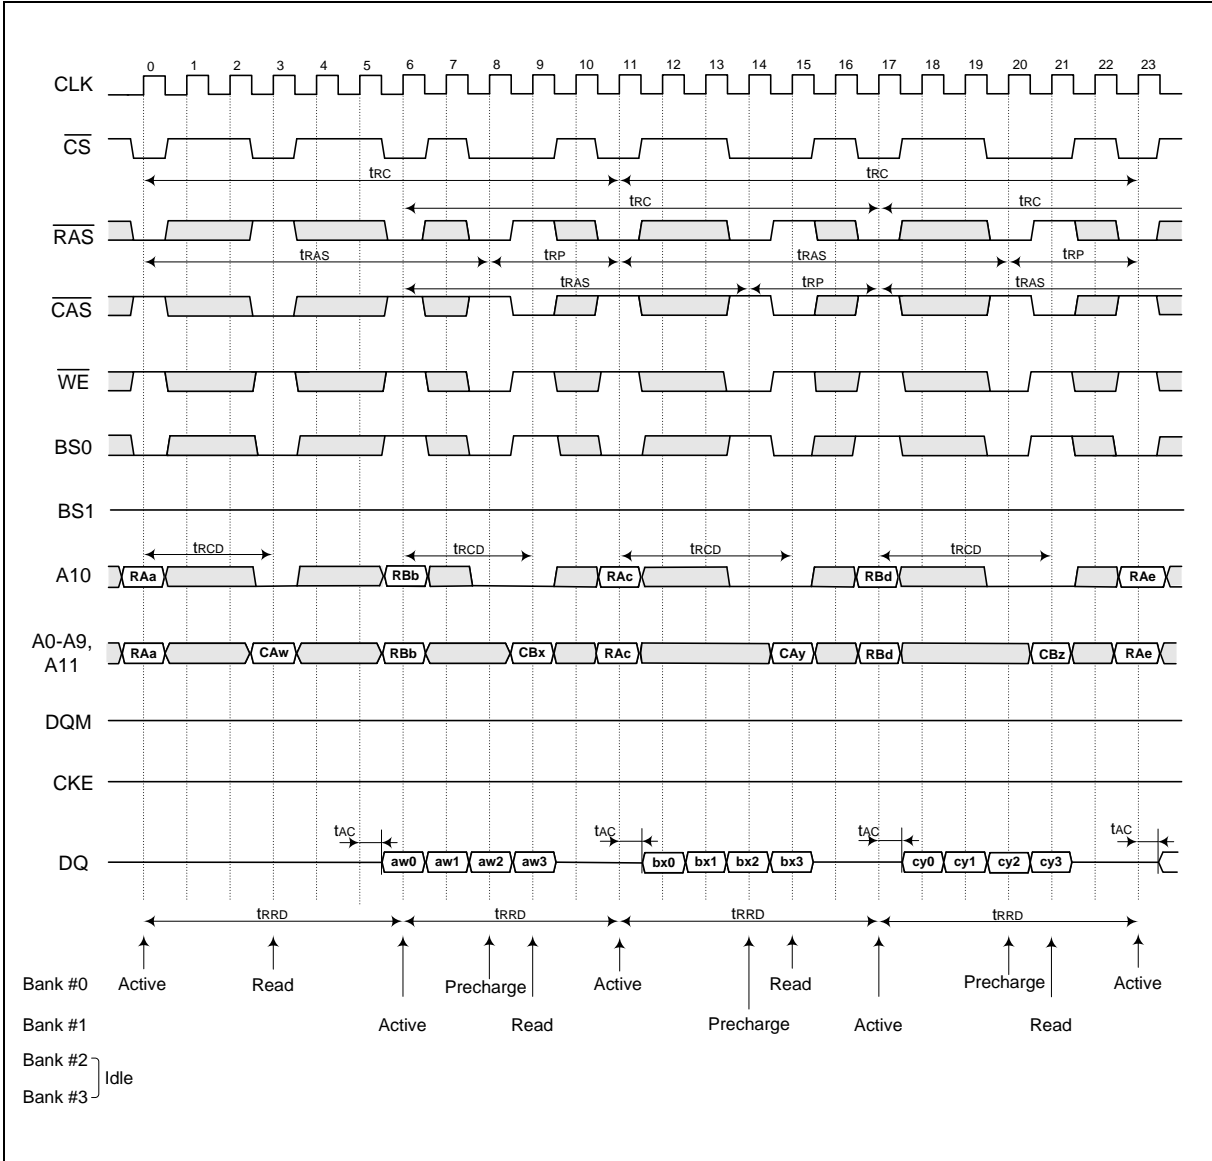 0 1 2 3 4 5 6 7 8 9 10 11 12 13 14 15 16 17 18 19 20 21 22 23
CLK
CS
tRC tRC
tRC tRC
RAS
tRAS tRP tRAS tRP
tRAS tRP tRAS
CAS
WE
BS0
BS1
tRCD tRCD tRCD tRCD
A10 RAa RBb RAc RBd RAe
A0-A9,
A11 RAa CAw RBb CBx RAc CAy RBd CBz RAe
DQM
CKE
tAC tAC tAC tAC
DQ aw0 aw1 aw2 aw3 bx0 bx1 bx2 bx3 cy0 cy1 cy2 cy3
tRRD tRRD tRRD tRRD
Bank #0 Active Read Precharge Active Read Precharge Active
Bank #1 Active Read Precharge Active Read
Bank #2
Idle
Bank #3